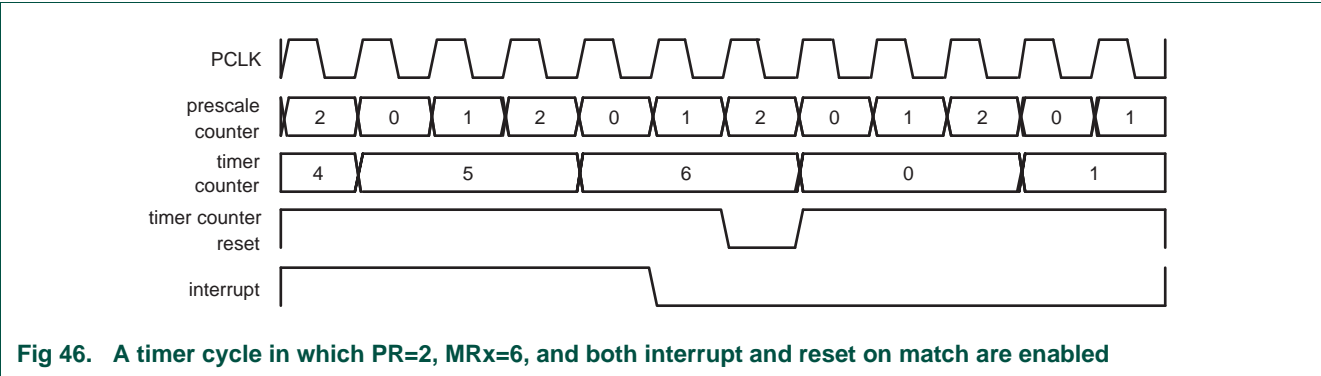 PCLK
prescale
counter
2 0 1 2 0 1 2 0 1 2 0 1
timer
counter
4 5 6 0 1
timer counter
reset
interrupt
Fig 46. A timer cycle in which PR=2, MRx=6, and both interrupt and reset on match are enabled